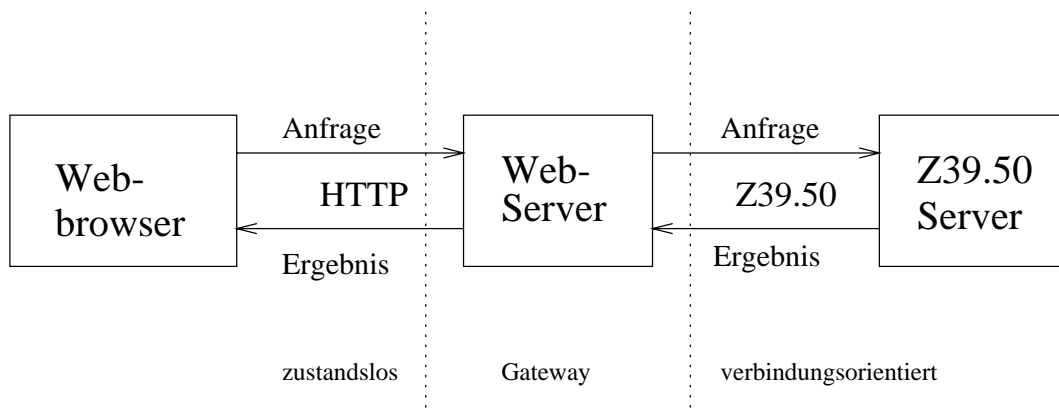 Anfrage
Anfrage
Web-
browser
HTTP
Web-
Server
Z39.50
Z39.50
Server
Ergebnis
Ergebnis
zustandslos
Gateway
verbindungsorientiert